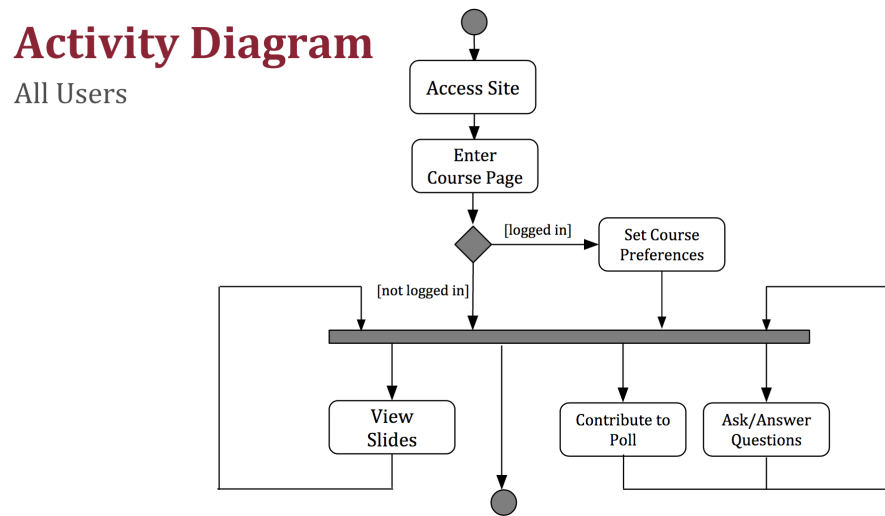 Activity Diagram
All Users
Access Site
Enter
Course Page
[logged in]
Set Course
Preferences
[not logged in]
View
Slides
Contribute to
Poll
Ask/Answer
Questions